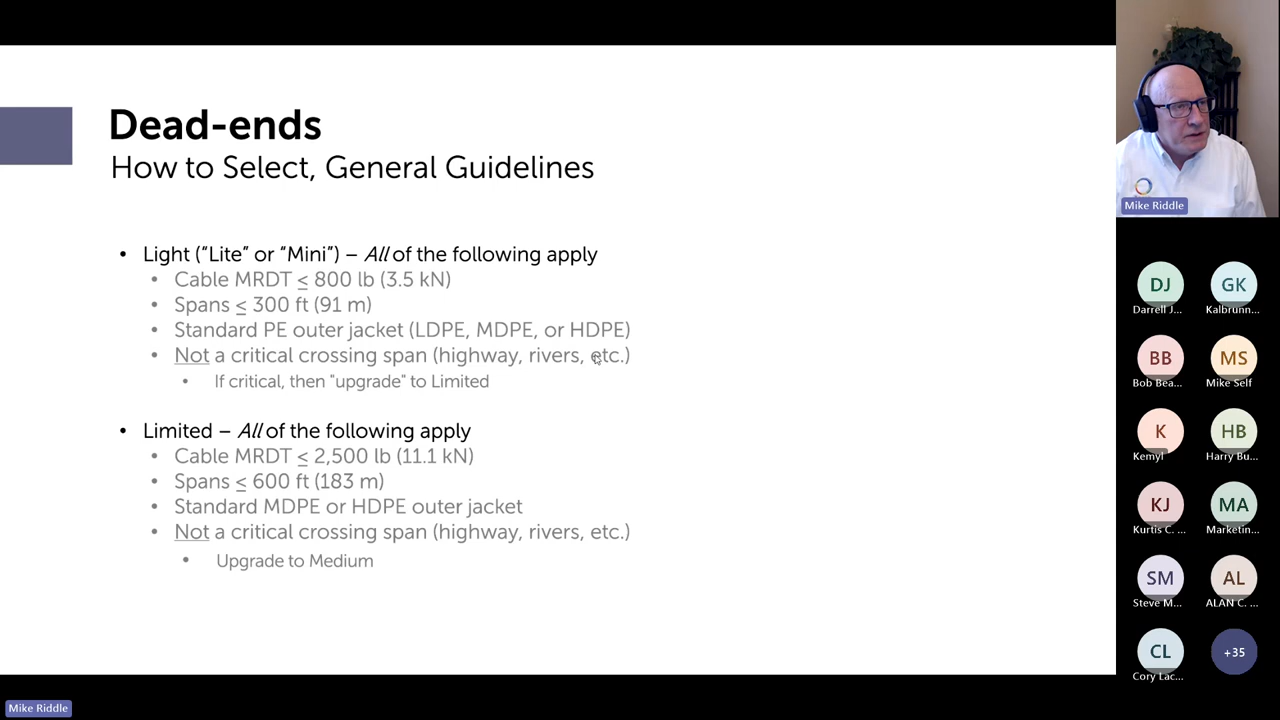 Dead-ends
How to Select, General Guidelines
• Light ("Lite" or "Mini") – All of the following apply
• Cable MRDT ≤ 800 lb (3.5 kN)
• Spans ≤ 300 ft (91 m)
• Standard PE outer jacket (LDPE, MDPE, or HDPE)
• Not a critical crossing span (highway, rivers, etc.)
• If critical, then "upgrade" to Limited
• Limited – All of the following apply
• Cable MRDT ≤ 2,500 lb (11.1 kN)
• Spans ≤ 600 ft (183 m)
• Standard MDPE or HDPE outer jacket
• Not a critical crossing span (highway, rivers, etc.)
• Upgrade to Medium
Mike Riddle
DJ
Darrell J...
GK
Kalbrunn...
BB
Bob Bea...
MS
Mike Self
K
Kemyl
HB
Harry Bu...
KJ
Kurtis C. ...
MA
Marketin...
SM
Steve M...
AL
ALAN C. ...
CL
Cory Lac...
+35
Mike Riddle